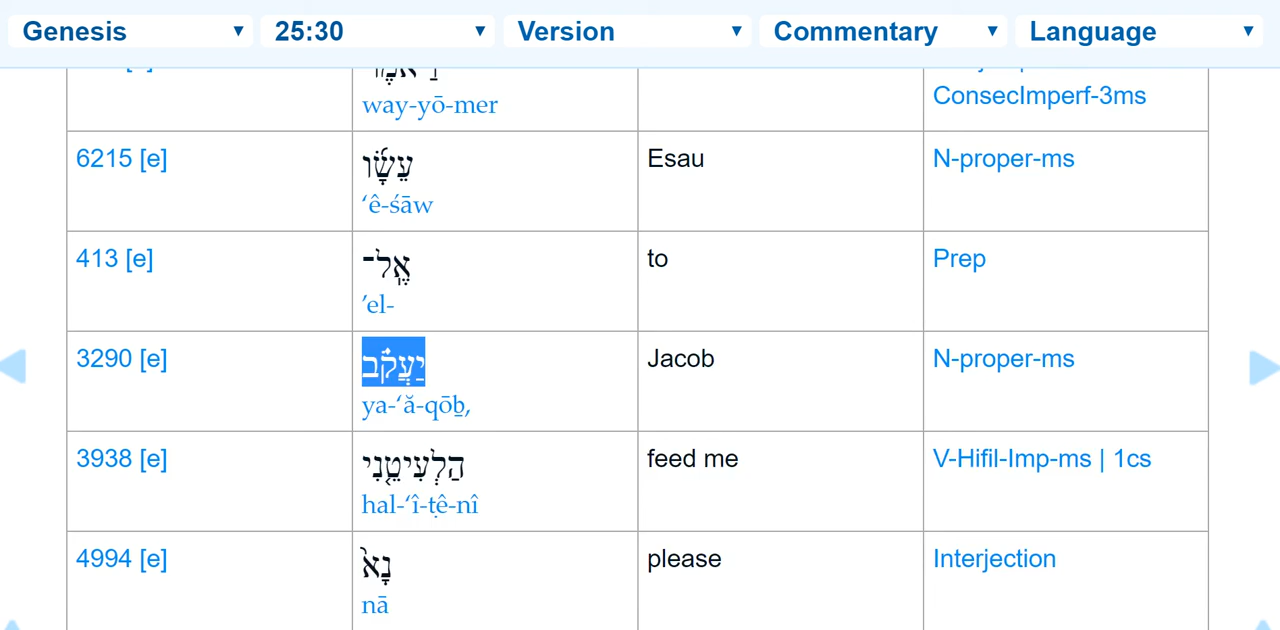 Genesis ▼ 25:30 ▼ Version ▼ Commentary ▼ Language ▼
way-yō-mer ConsecImperf-3ms
6215 [e] עֵשָׂ֜ו Esau N-proper-ms
‘ê-śāw
413 [e] אֶֽל־ to Prep
’el-
3290 [e] יַעֲקֹ֗ב Jacob N-proper-ms
ya-‘ă-qōḇ,
3938 [e] הַלְעִיטֵ֤נִי feed me V-Hifil-Imp-ms | 1cs
hal-‘î-ṭê-nî
4994 [e] נָא֙ please Interjection
nā